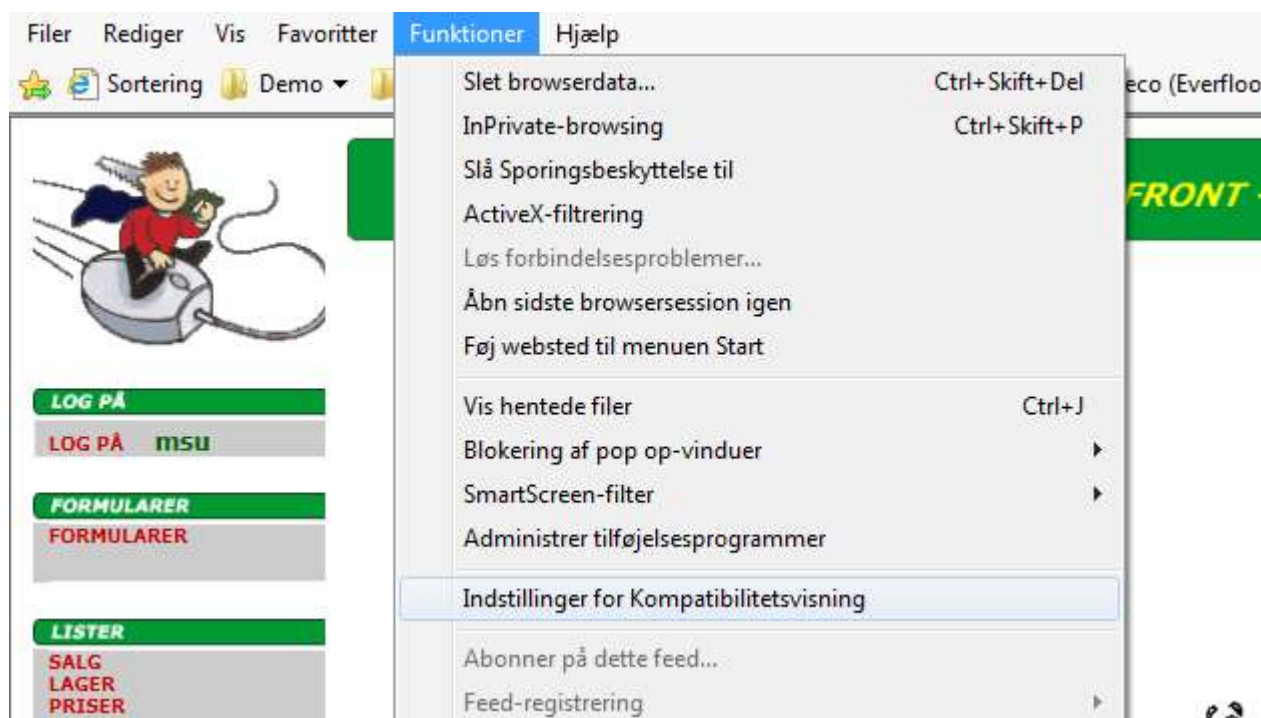 Filer Rediger Vis Favoritter Funktioner Hjælp
Sortering Demo eco (Everfloo
Slet browserdata... Ctrl+Skift+Del
InPrivate-browsing Ctrl+Skift+P
Slå Sporingsbeskyttelse til
FRONT -
ActiveX-filtrering
Løs forbindelsesproblemer...
Åbn sidste browsersession igen
Føj websted til menuen Start
LOG PÅ
Vis hentede filer Ctrl+J
LOG PÅ msu
Blokering af pop op-vinduer
SmartScreen-filter
FORMULARER
FORMULARER
Administrer tilføjelsesprogrammer
Indstillinger for Kompatibilitetsvisning
LISTER
SALG
Abonner på dette feed...
LAGER
PRISER
Feed-registrering